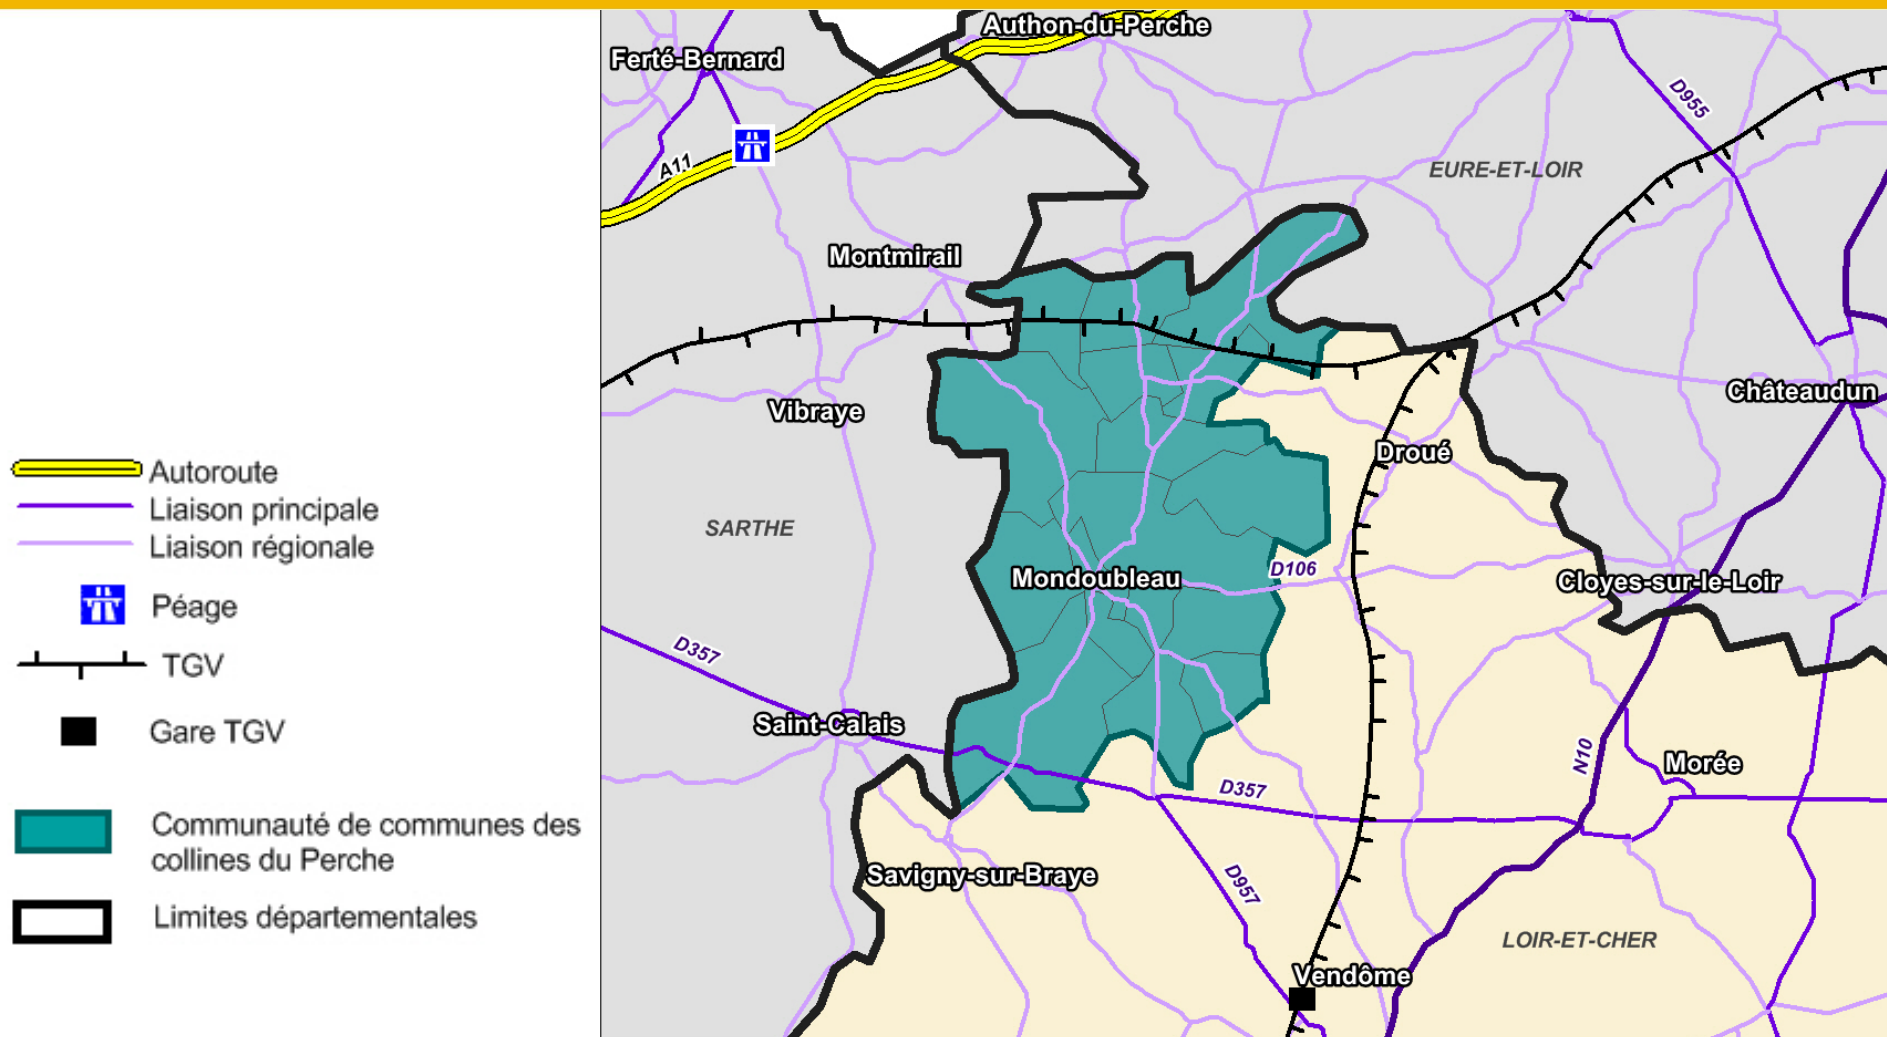 Autoroute
Liaison principale
Liaison régionale
Péage
TGV
Gare TGV
Communauté de communes des
collines du Perche
Limites départementales
Authon-du-Perche
Ferté-Bernard
D955
A11
EURE-ET-LOIR
Montmirail
Châteaudun
Vibraye
Droué
SARTHE
D106
Mondoubleau
Cloyes-sur-le-Loir
D357
Saint-Calais
N10
Morée
D357
Savigny-sur-Braye
D957
LOIR-ET-CHER
Vendôme